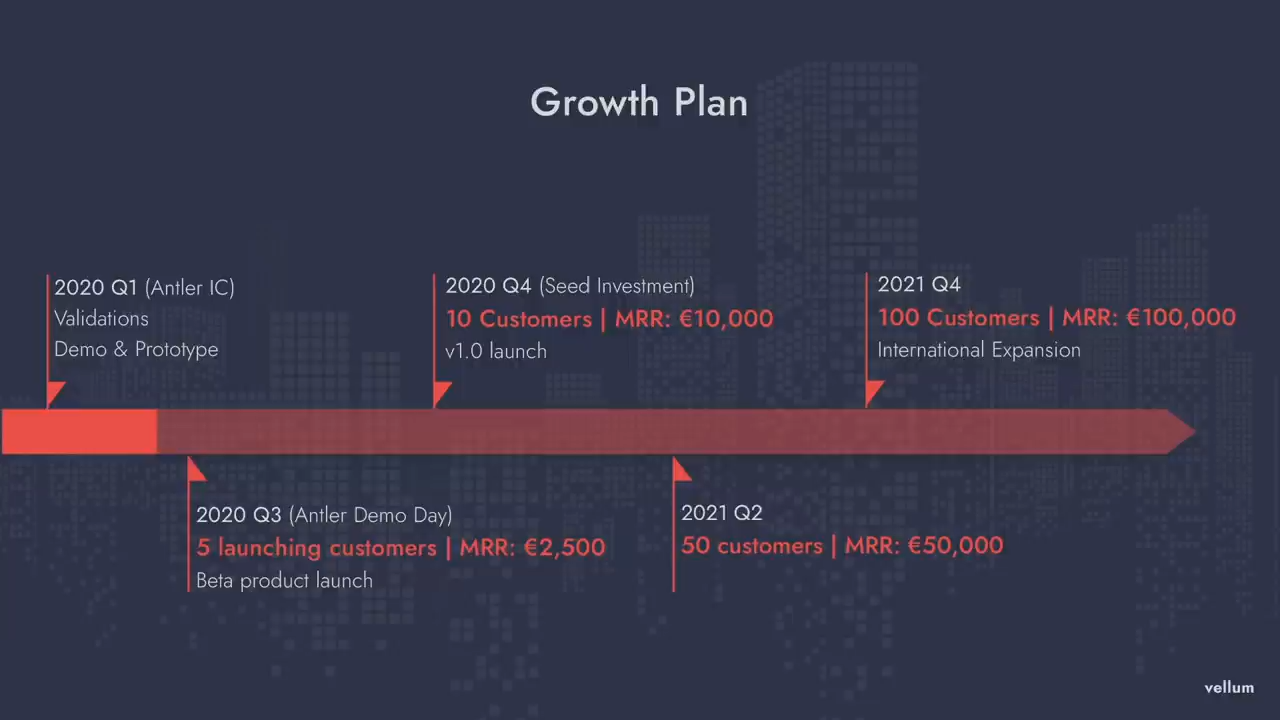 Growth Plan
2020 Q1 (Antler IC)
Validations
Demo & Prototype
2020 Q4 (Seed Investment)
10 Customers | MRR: €10,000
v1.0 launch
2021 Q4
100 Customers | MRR: €100,000
International Expansion
2020 Q3 (Antler Demo Day)
5 launching customers | MRR: €2,500
Beta product launch
2021 Q2
50 customers | MRR: €50,000
vellum